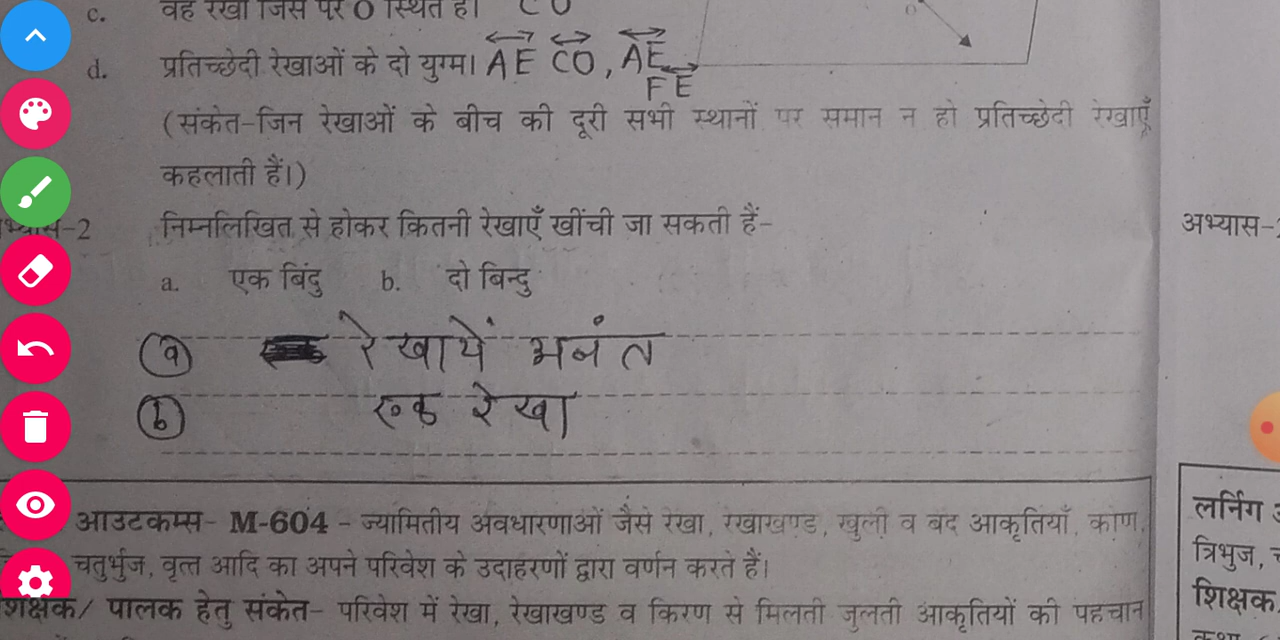 c. वह रेखा जिस पर O स्थित है। CO
d. प्रतिच्छेदी रेखाओं के दो युग्म। AE CO, AE
FE
(संकेत-जिन रेखाओं के बीच की दूरी सभी स्थानों पर समान न हो प्रतिच्छेदी रेखाएँ
कहलाती हैं।)
भ्यास-2 निम्नलिखित से होकर कितनी रेखाएँ खींची जा सकती हैं-
a. एक बिंदु b. दो बिन्दु
(a) रेखायें अनंत
(b) एक रेखा
आउटकम्स- M-604 - ज्यामितीय अवधारणाओं जैसे रेखा, रेखाखण्ड, खुली व बंद आकृतियाँ, कोण,
चतुर्भुज, वृत्त आदि का अपने परिवेश के उदाहरणों द्वारा वर्णन करते हैं।
शिक्षक/ पालक हेतु संकेत- परिवेश में रेखा, रेखाखण्ड व किरण से मिलती जुलती आकृतियों की पहचान
अभ्यास-
लर्निंग
त्रिभुज,
शिक्षक